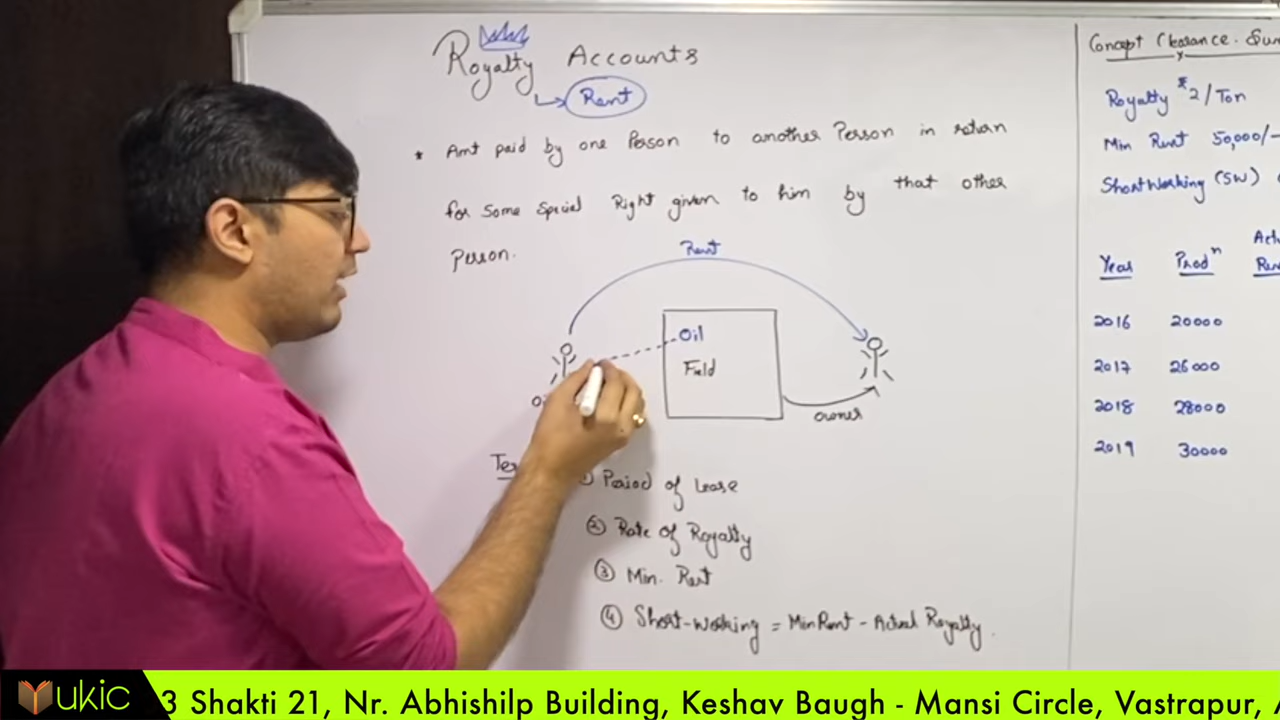 Royalty Accounts
Rent
* Amt paid by one Person to another Person in return
for some special Right given to him by that other
Person.
Rent
Oil
Field
owner
① Period of Lease
② Rate of Royalty
③ Min. Rent
④ Short-working = Min Rent - Actual Royalty.
Concept Clearance
Royalty ₹2/Ton
Min Rent 50,000/-
Shortworking (SW)
Year Prodⁿ
2016 20000
2017 26000
2018 28000
2019 30000
ukic
3 Shakti 21, Nr. Abhishilp Building, Keshav Baugh - Mansi Circle, Vastrapur,